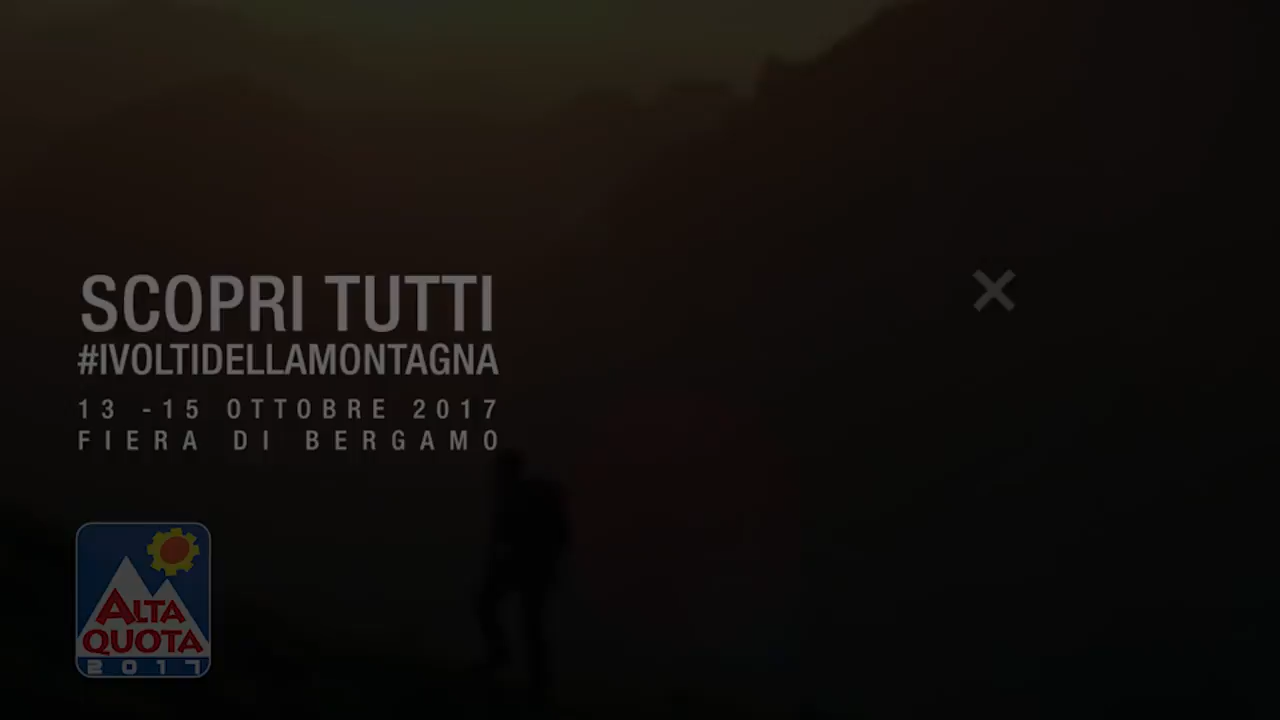 SCOPRI TUTTI
#IVOLTIDELLAMONTAGNA
13 -15 OTTOBRE 2017
FIERA DI BERGAMO
ALTA
QUOTA
2017